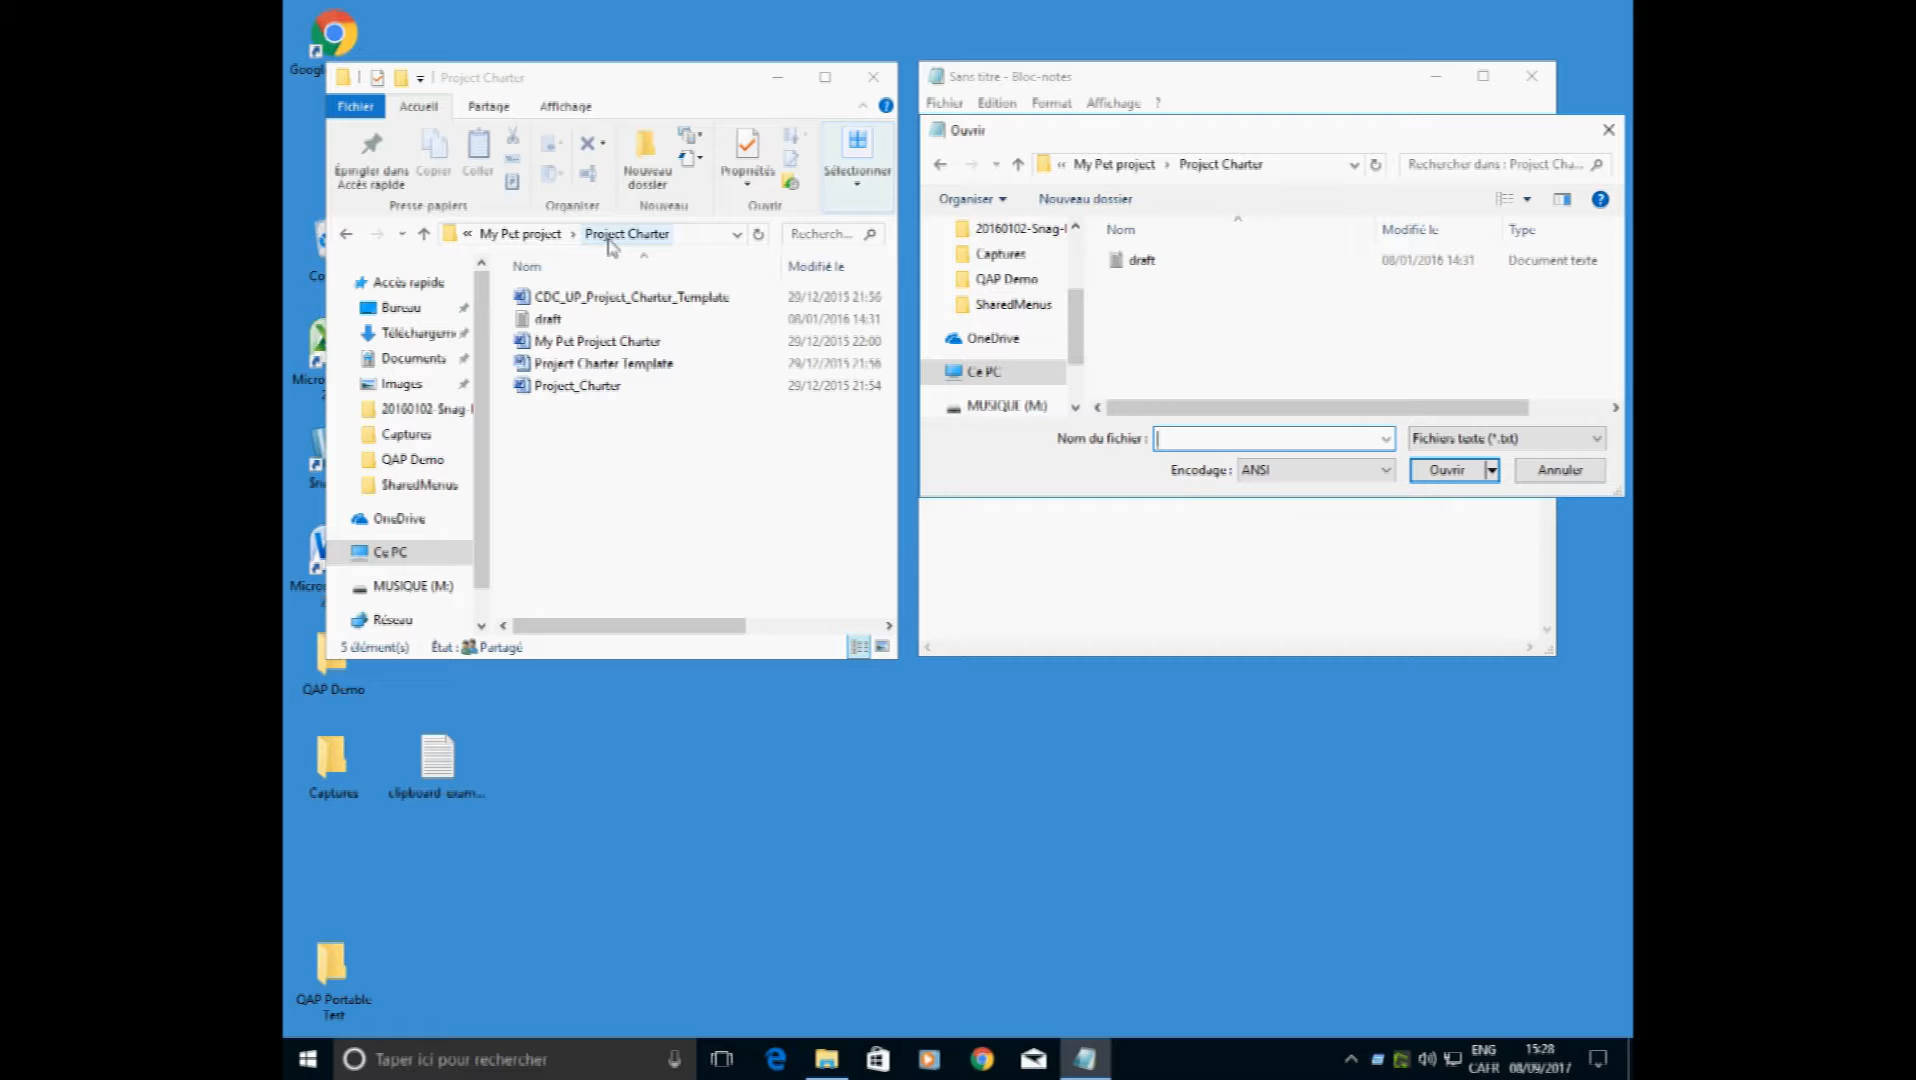 Googl
Project Charter
Fichier
Accueil
Partage
Affichage
Épingler dans
Accès rapide
Copier
Coller
Nouveau
dossier
Propriétés
Sélectionner
Presse-papiers
Organiser
Nouveau
Ouvrir
« My Pet project > Project Charter
Recherch...
Nom
Modifié le
Accès rapide
Bureau
Téléchargem
Documents
Images
20160102-Snag-I
Captures
QAP Demo
SharedMenus
OneDrive
Ce PC
MUSIQUE (M:)
Réseau
CDC_UP_Project_Charter_Template
29/12/2015 21:56
draft
08/01/2016 14:31
My Pet Project Charter
29/12/2015 22:00
Project Charter Template
29/12/2015 21:56
Project_Charter
29/12/2015 21:54
5 élément(s)
État : Partagé
Sans titre - Bloc-notes
Fichier Edition Format Affichage ?
Ouvrir
« My Pet project > Project Charter
Rechercher dans : Project Cha...
Organiser
Nouveau dossier
20160102-Snag-I
Captures
QAP Demo
SharedMenus
OneDrive
Ce PC
MUSIQUE (M:)
Nom
Modifié le
Type
draft
08/01/2016 14:31
Document texte
Nom du fichier :
Fichiers texte (*.txt)
Encodage : ANSI
Ouvrir
Annuler
Co
Micros
Sna
Micros
QAP Demo
Captures
clipboard exam...
QAP Portable
Test
Taper ici pour rechercher
ENG
CAFR
15:28
08/09/2017